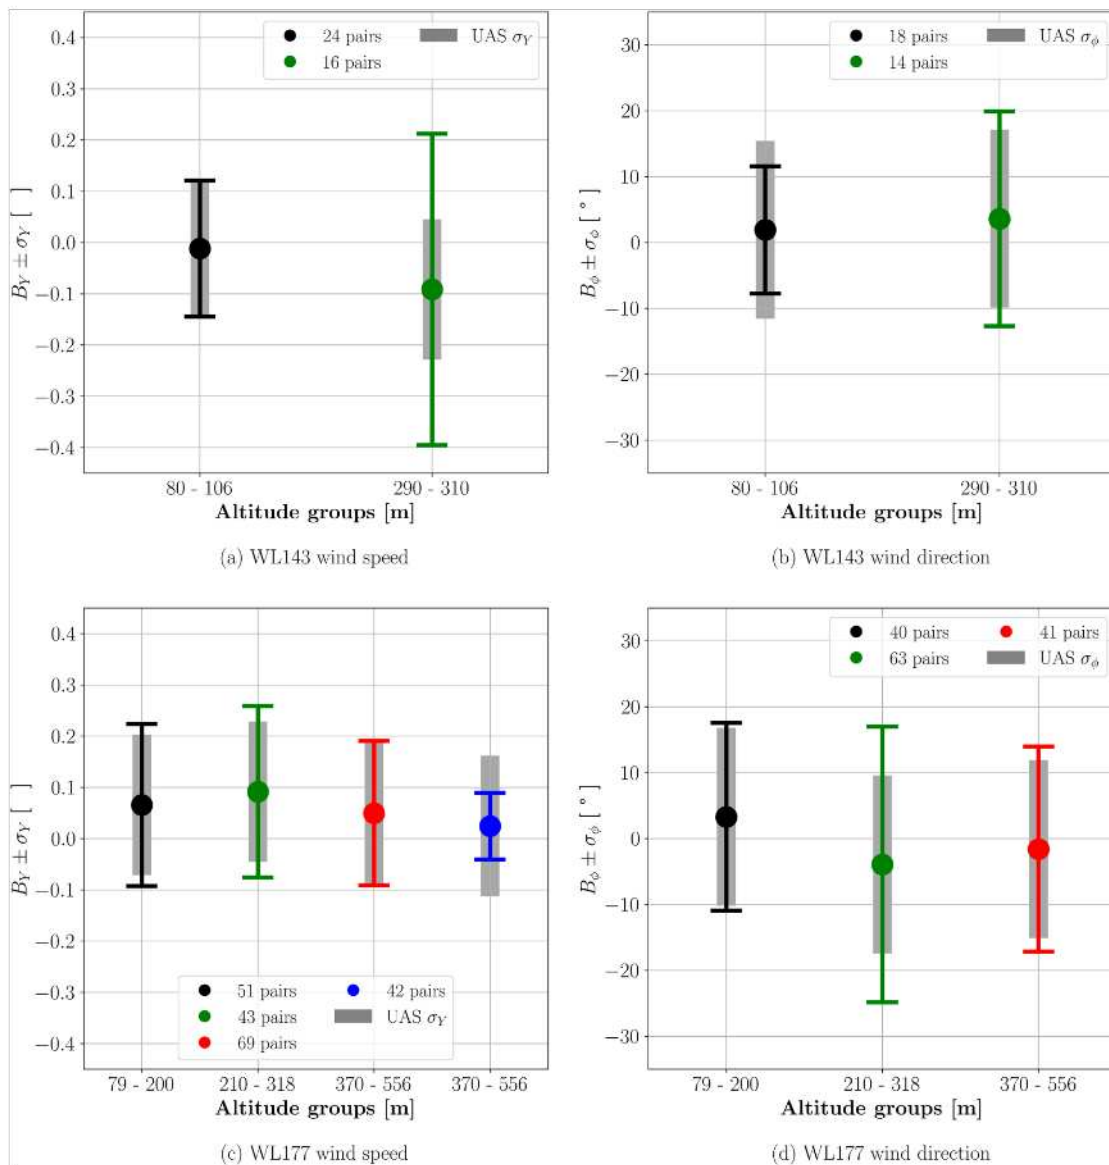 0.4
0.3
0.2
0.1
0.0
−0.1
−0.2
−0.3
−0.4
B_Y ± σ_Y [ ]
24 pairs
16 pairs
UAS σ_Y
80 - 106
290 - 310
Altitude groups [m]
(a) WL143 wind speed
30
20
10
0
−10
−20
−30
B_ϕ ± σ_ϕ [ ° ]
18 pairs
14 pairs
UAS σ_ϕ
80 - 106
290 - 310
Altitude groups [m]
(b) WL143 wind direction
0.4
0.3
0.2
0.1
0.0
−0.1
−0.2
−0.3
−0.4
B_Y ± σ_Y [ ]
51 pairs
43 pairs
69 pairs
42 pairs
UAS σ_Y
79 - 200
210 - 318
370 - 556
370 - 556
Altitude groups [m]
(c) WL177 wind speed
30
20
10
0
−10
−20
−30
B_ϕ ± σ_ϕ [ ° ]
40 pairs
63 pairs
41 pairs
UAS σ_ϕ
79 - 200
210 - 318
370 - 556
Altitude groups [m]
(d) WL177 wind direction